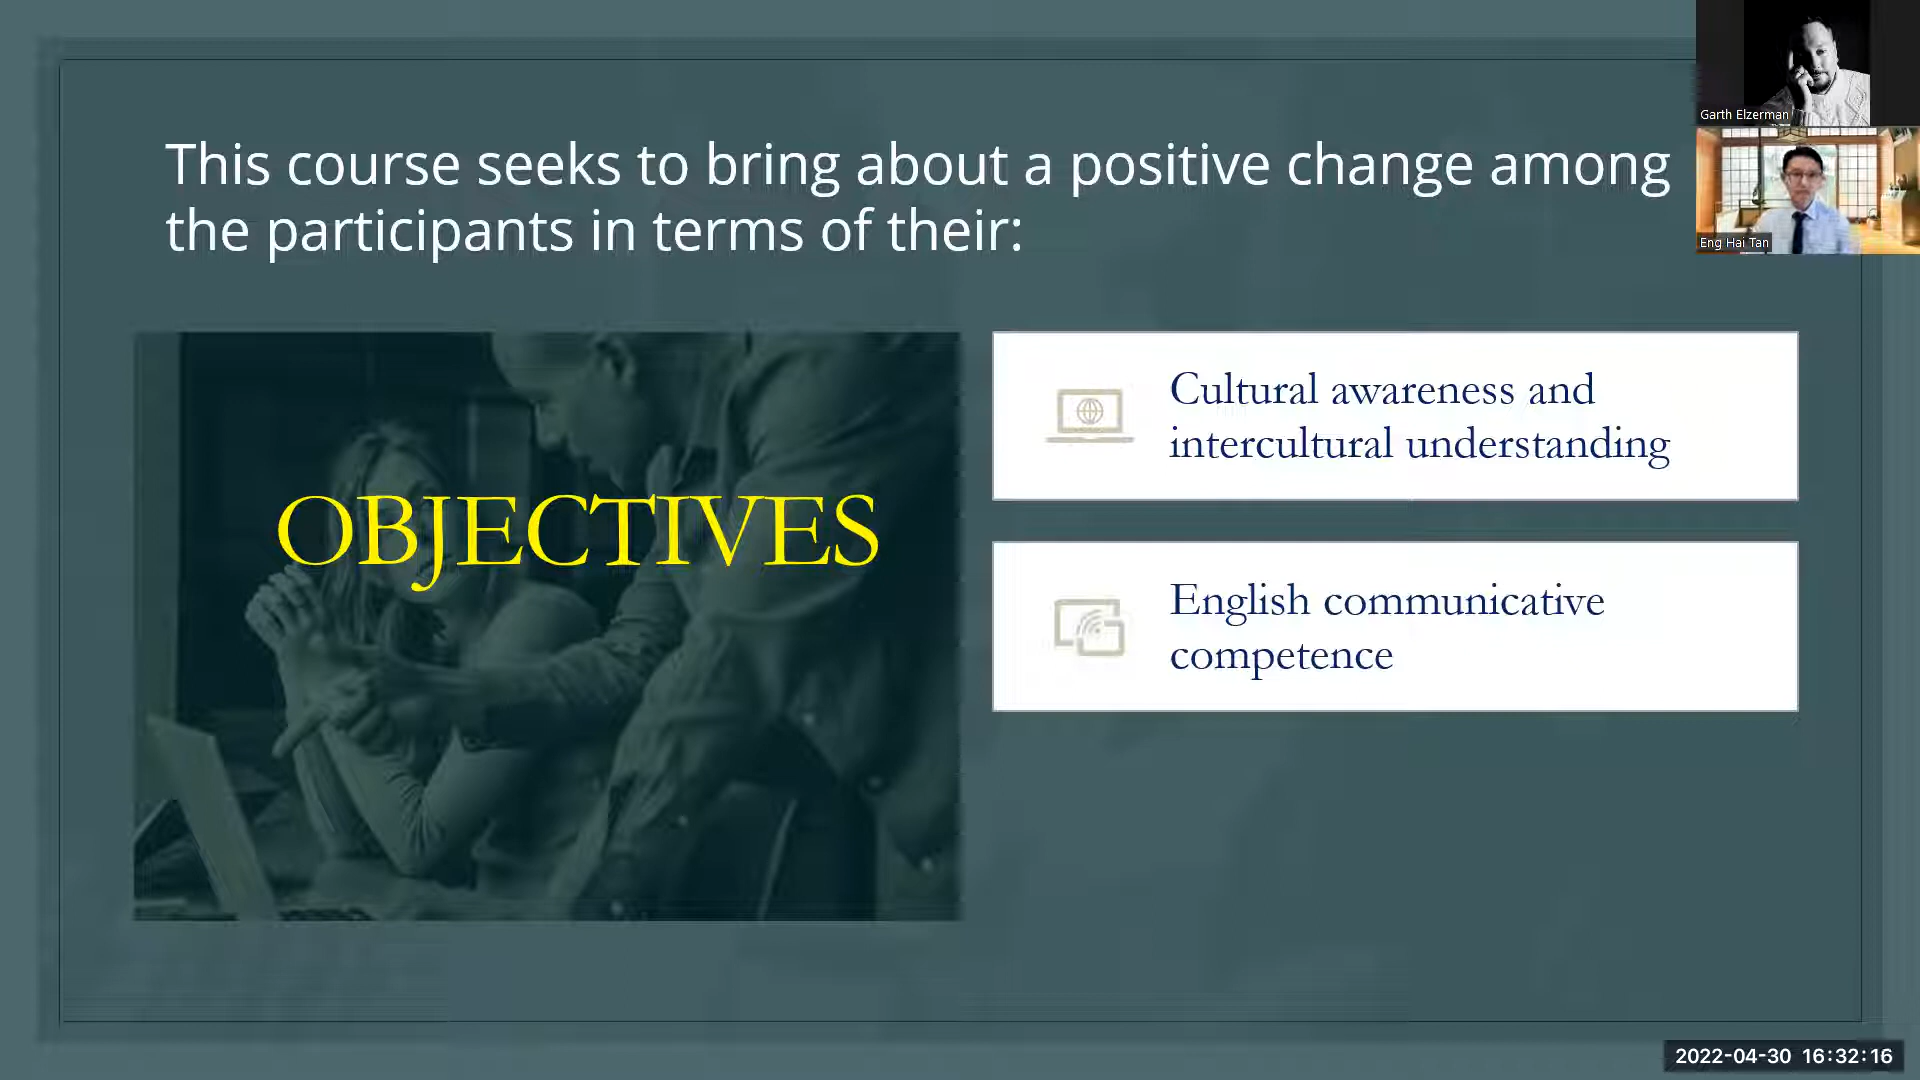 This course seeks to bring about a positive change among
the participants in terms of their:
OBJECTIVES
Cultural awareness and
intercultural understanding
English communicative
competence
Garth Elzerman
Eng Hai Tan
2022-04-30 16:32:16